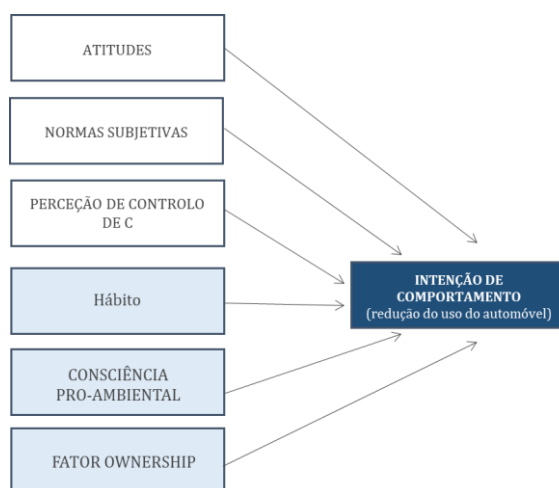 ATITUDES
NORMAS SUBJETIVAS
PERCEÇÃO DE CONTROLO
DE C
Hábito
CONSCIÊNCIA
PRO-AMBIENTAL
FATOR OWNERSHIP
INTENÇÃO DE
COMPORTAMENTO
(redução do uso do automóvel)